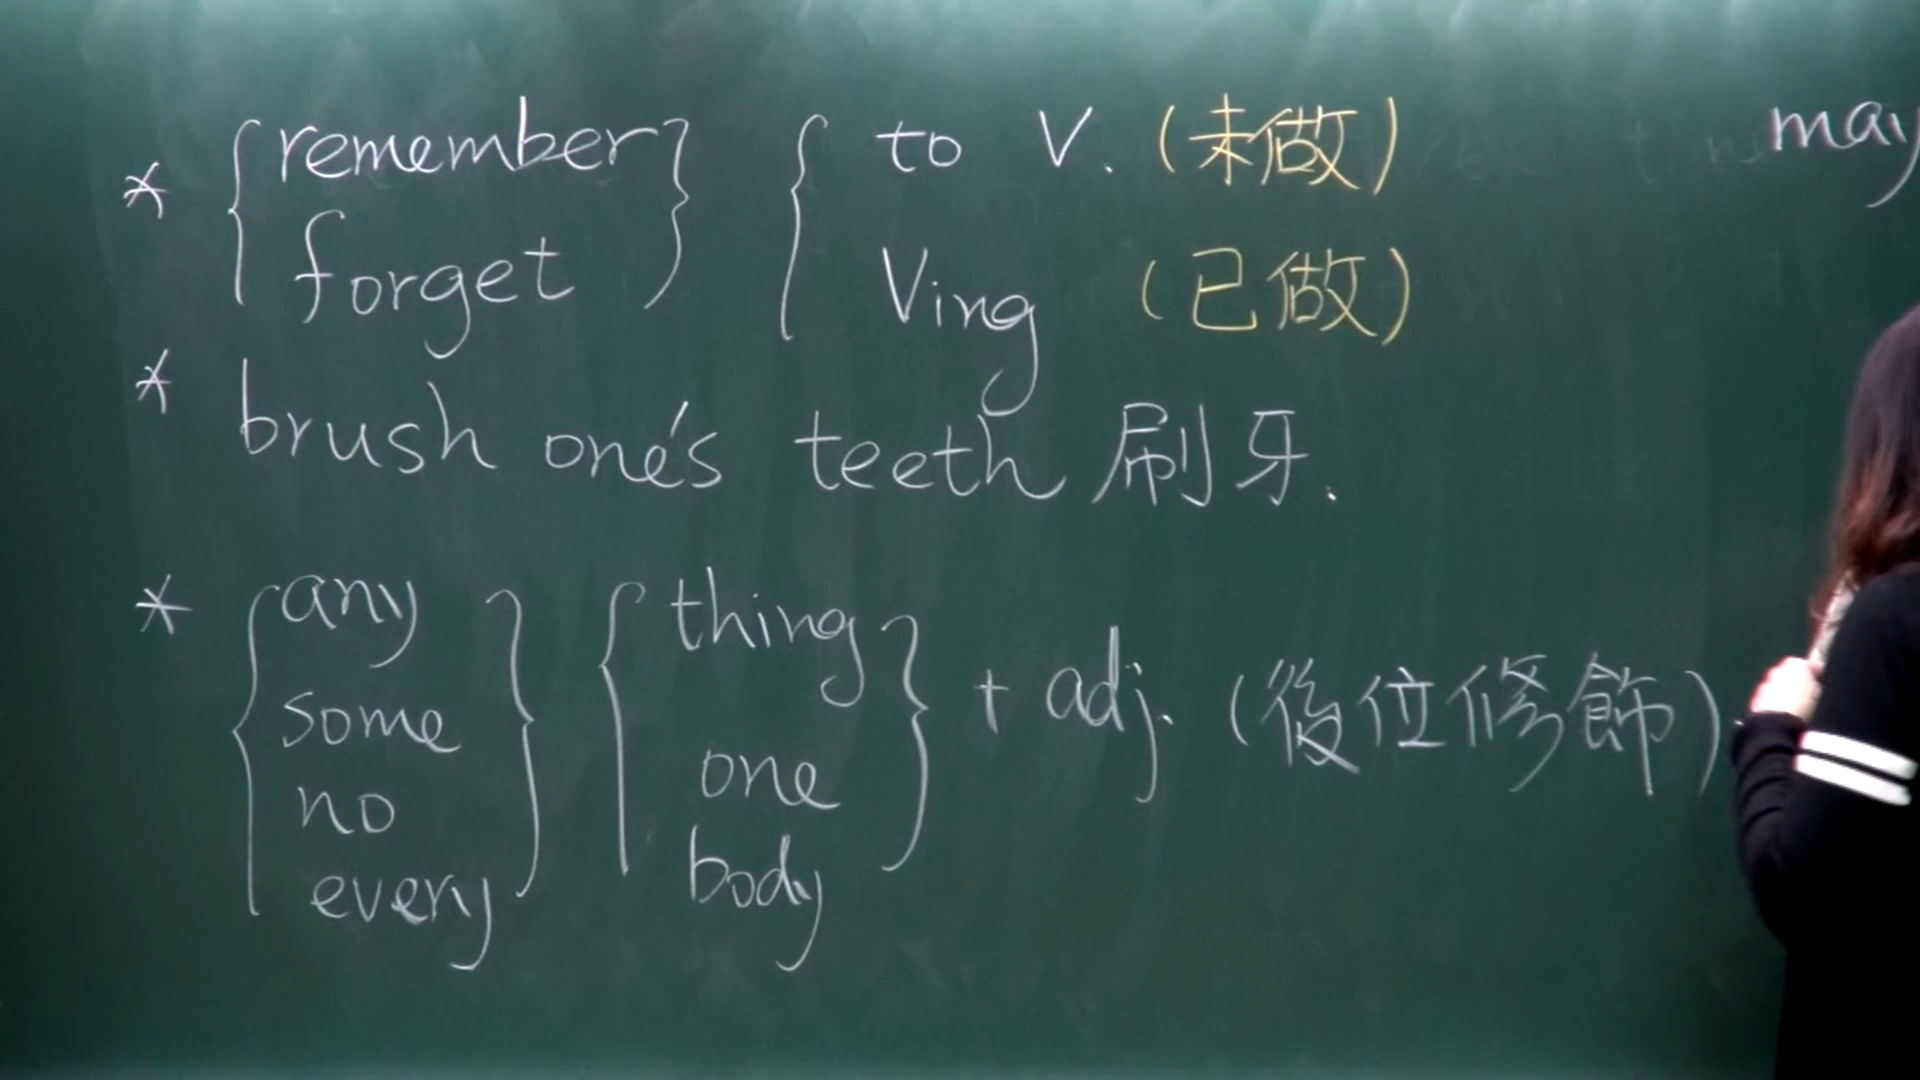 * { remember } { to V. (未做) may
forget Ving (已做)
* brush one's teeth 刷牙.
* { any } { thing }
some + adj. (後位修飾)
no one
every body